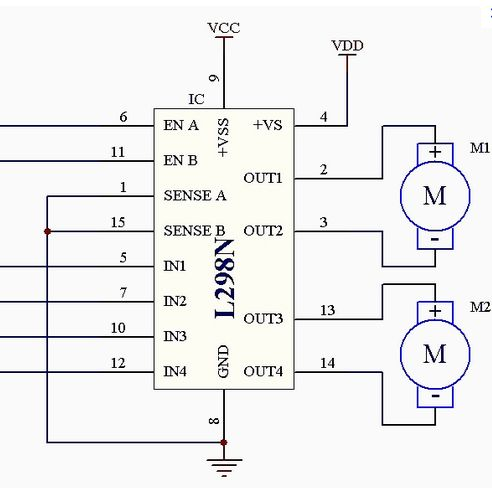 VCC
VDD
9
IC
6 EN A +VSS +VS 4
11 EN B
1 SENSE A OUT1 2
15 SENSE B OUT2 3
5 IN1
7 IN2
10 IN3 OUT3 13
12 IN4 OUT4 14
L298N
GND
8
M1
+
M
-
M2
+
M
-